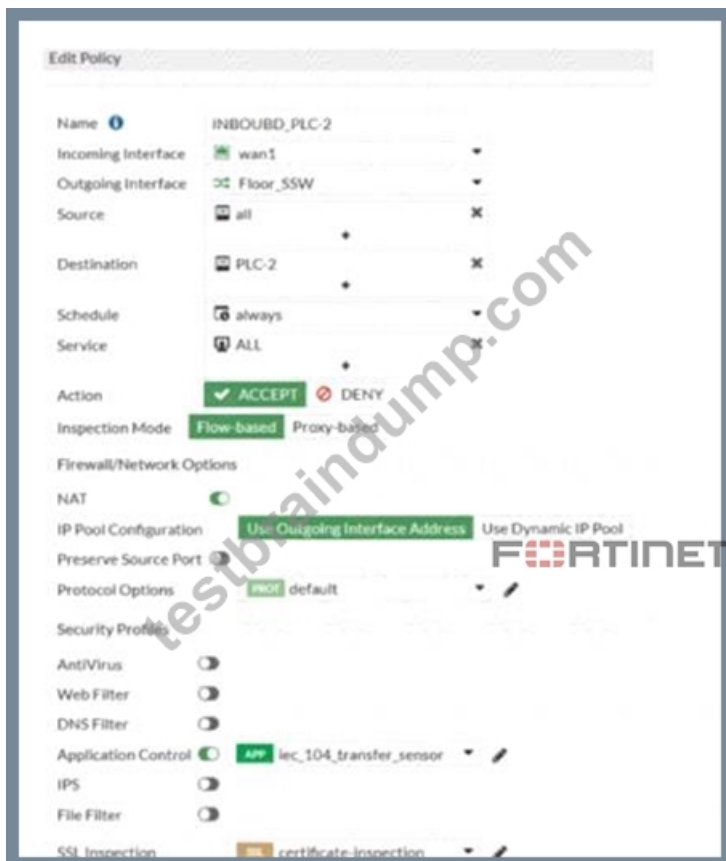 Edit Policy
Name INBOUBD_PLC-2
Incoming Interface wan1
Outgoing Interface Floor_SSW
Source all
+
Destination PLC-2
+
Schedule always
Service ALL
+
Action ACCEPT DENY
Inspection Mode Flow-based Proxy-based
Firewall/Network Options
NAT
IP Pool Configuration Use Outgoing Interface Address Use Dynamic IP Pool
Preserve Source Port
FORTINET
Protocol Options PROT default
Security Profiles
AntiVirus
Web Filter
DNS Filter
Application Control APP iec_104_transfer_sensor
IPS
File Filter
SSL Inspection SSL certificate-inspection
testbraindump.com